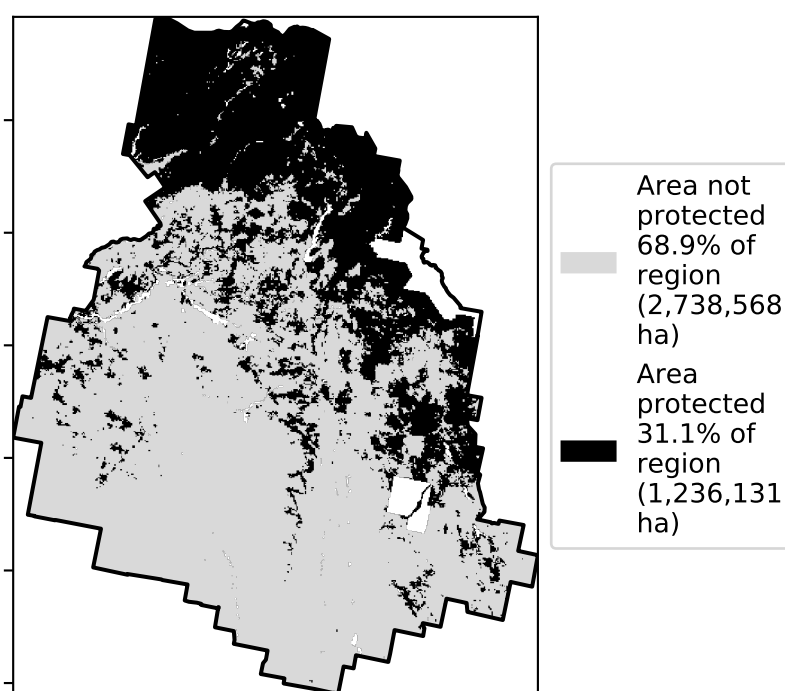 Area not
protected
68.9% of
region
(2,738,568
ha)
Area
protected
31.1% of
region
(1,236,131
ha)